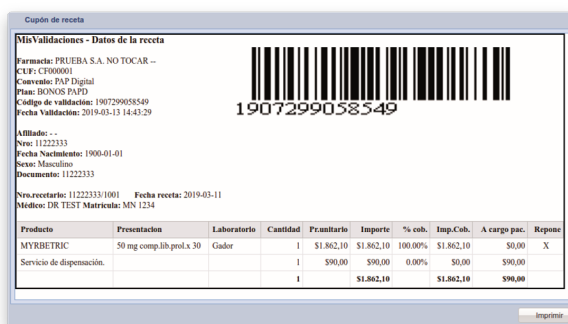 Cupón de receta
MisValidaciones - Datos de la receta
Farmacia: PRUEBA S.A. NO TOCAR --
CUF: CF000001
Convenio: PAP Digital
Plan: BONOS PAPD
Código de validación: 1907299058549
Fecha Validación: 2019-03-13 14:43:29
1907299058549
Afiliado: - -
Nro: 11222333
Fecha Nacimiento: 1900-01-01
Sexo: Masculino
Documento: 11222333
Nro.recetario: 11222333/1001 Fecha receta: 2019-03-11
Médico: DR TEST Matrícula: MN 1234
Producto Presentacion Laboratorio Cantidad Pr.unitario Importe % cob. Imp.Cob. A cargo pac. Repone
MYRBETRIC 50 mg comp.lib.prol.x 30 Gador 1 $1.862,10 $1.862,10 100.00% $1.862,10 $0,00 X
Servicio de dispensación. 1 $90,00 $90,00 0.00% $0,00 $90,00
1 $1.862,10 $1.862,10 $90,00
Imprimir